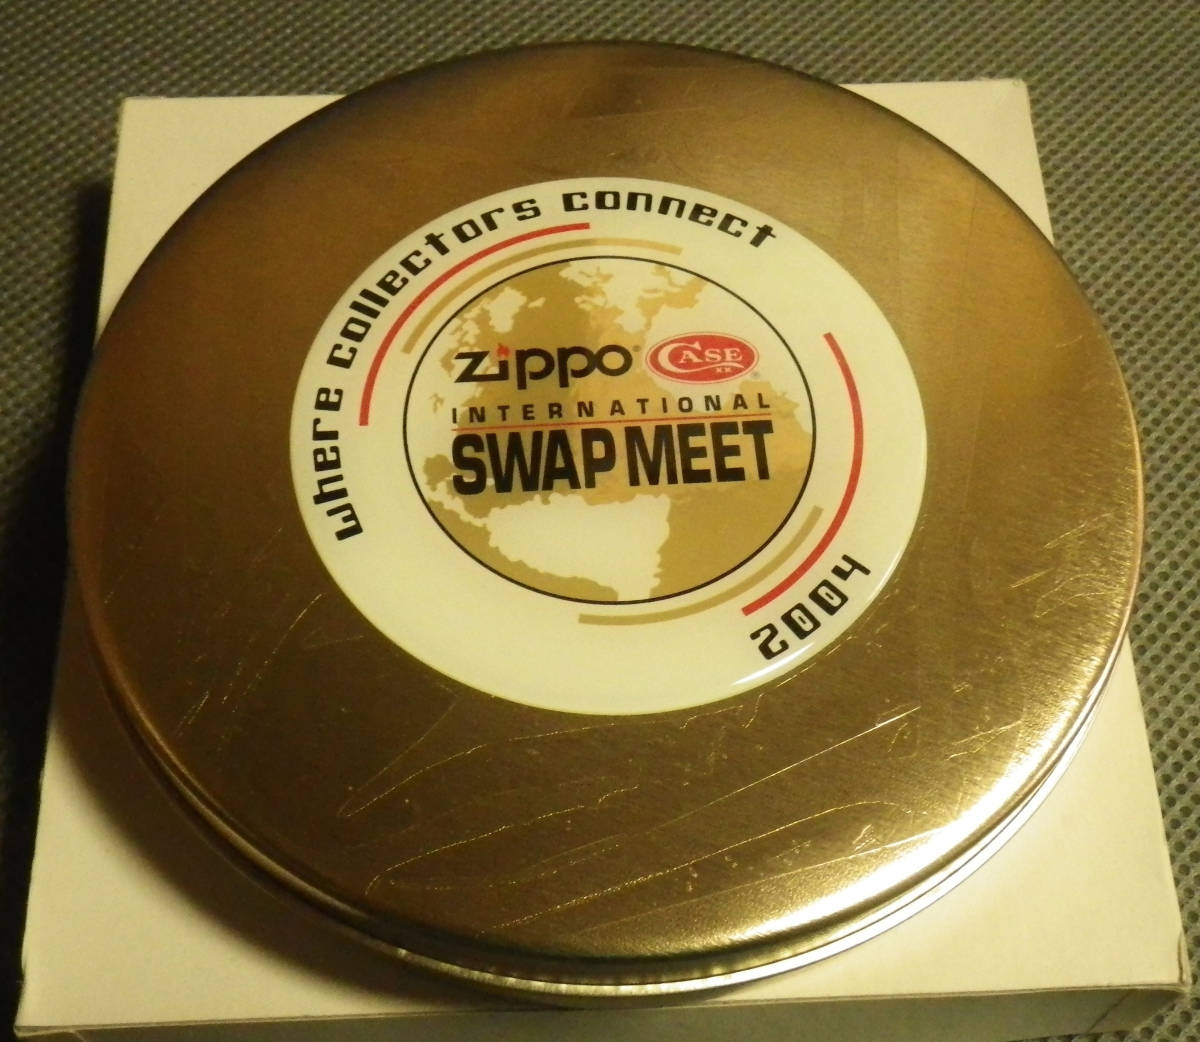 where collectors connect
zippo® CASE XX ®
INTERNATIONAL
SWAP MEET
2004